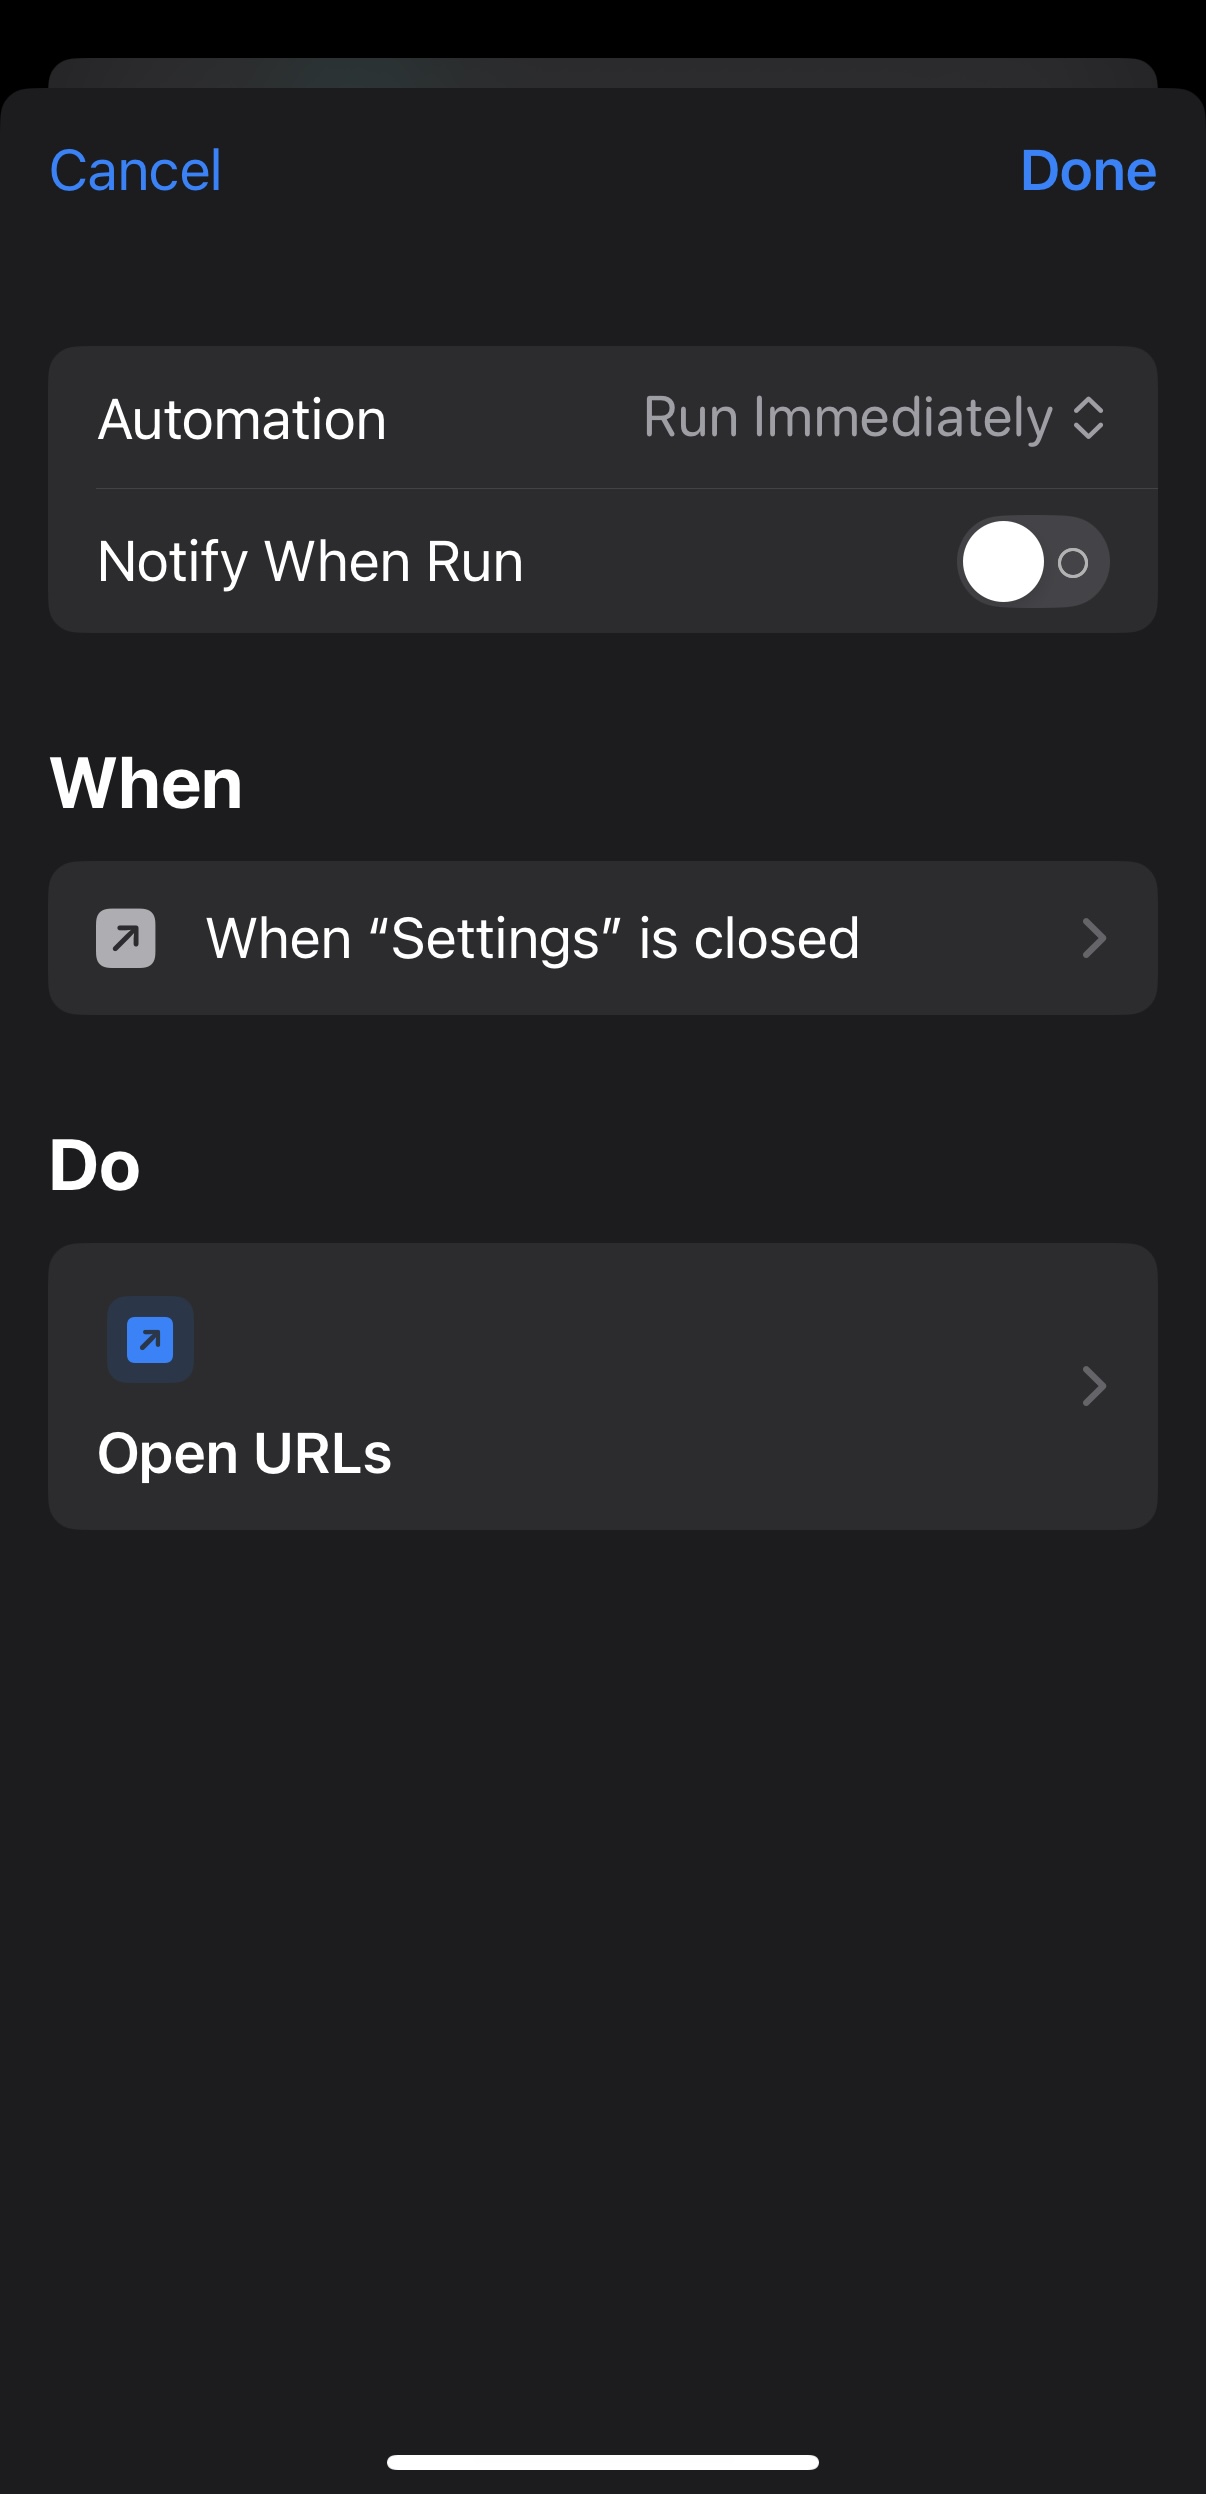 Cancel
Done
Automation
Run Immediately
Notify When Run
When
When “Settings” is closed
Do
Open URLs